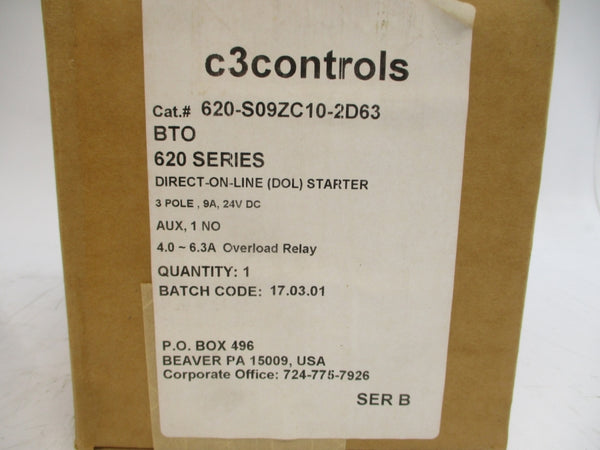 c3controls
Cat.# 620-S09ZC10-2D63
BTO
620 SERIES
DIRECT-ON-LINE (DOL) STARTER
3 POLE , 9A, 24V DC
AUX, 1 NO
4.0 ~ 6.3A Overload Relay
QUANTITY: 1
BATCH CODE: 17.03.01
P.O. BOX 496
BEAVER PA 15009, USA
Corporate Office: 724-775-7926
SER B